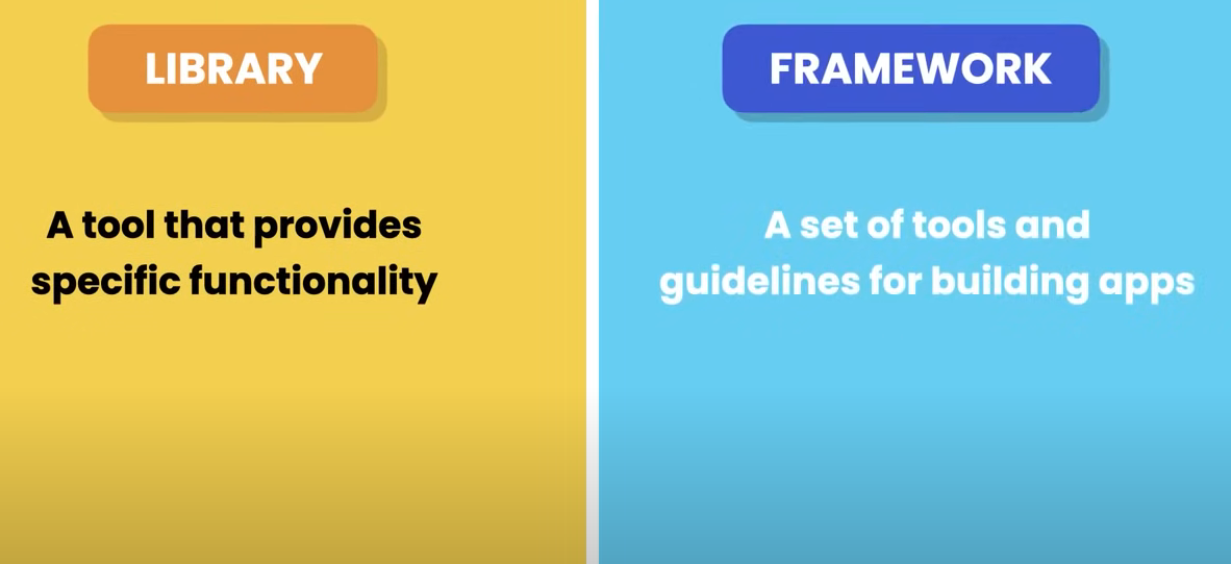 LIBRARY
A tool that provides
specific functionality
FRAMEWORK
A set of tools and
guidelines for building apps